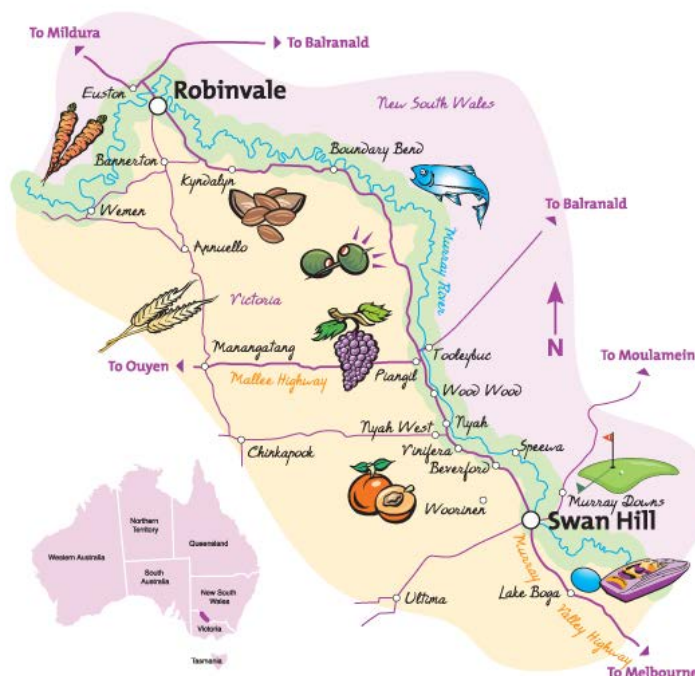 To Mildura
To Balranald
Euston
Robinvale
New South Wales
Bannerton
Boundary Bend
Kyndalyn
Wemen
To Balranald
Annuello
Murray River
Victoria
N
To Moulamein
Manangatang
Tooleybuc
To Ouyen
Mallee Highway
Piangil
Wood Wood
Nyah West
Nyah
Chinkapook
Vinifera
Speewa
Beverford
Woorinen
Murray Downs
Swan Hill
Northern
Territory
Queensland
Western Australia
South
Australia
New South
Wales
Victoria
Tasmania
Ultima
Lake Boga
Murray
Valley Highway
To Melbourne